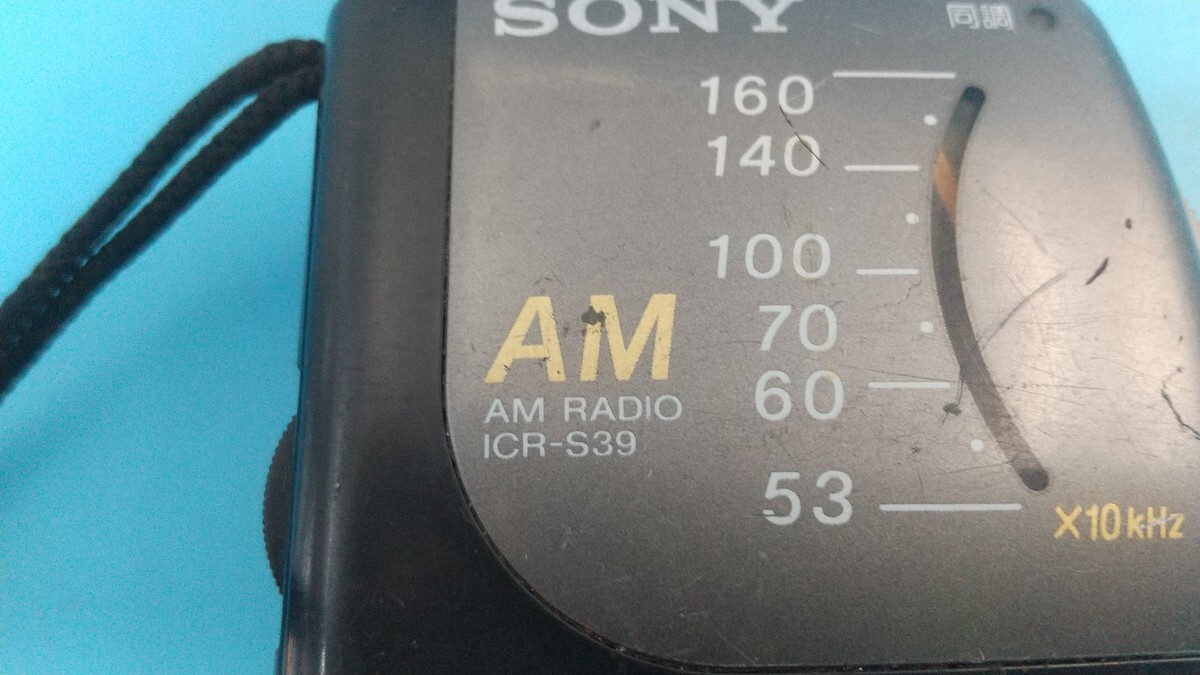 SONY
同調
160
140
100
70
60
53
X10kHz
AM
AM RADIO
ICR-S39